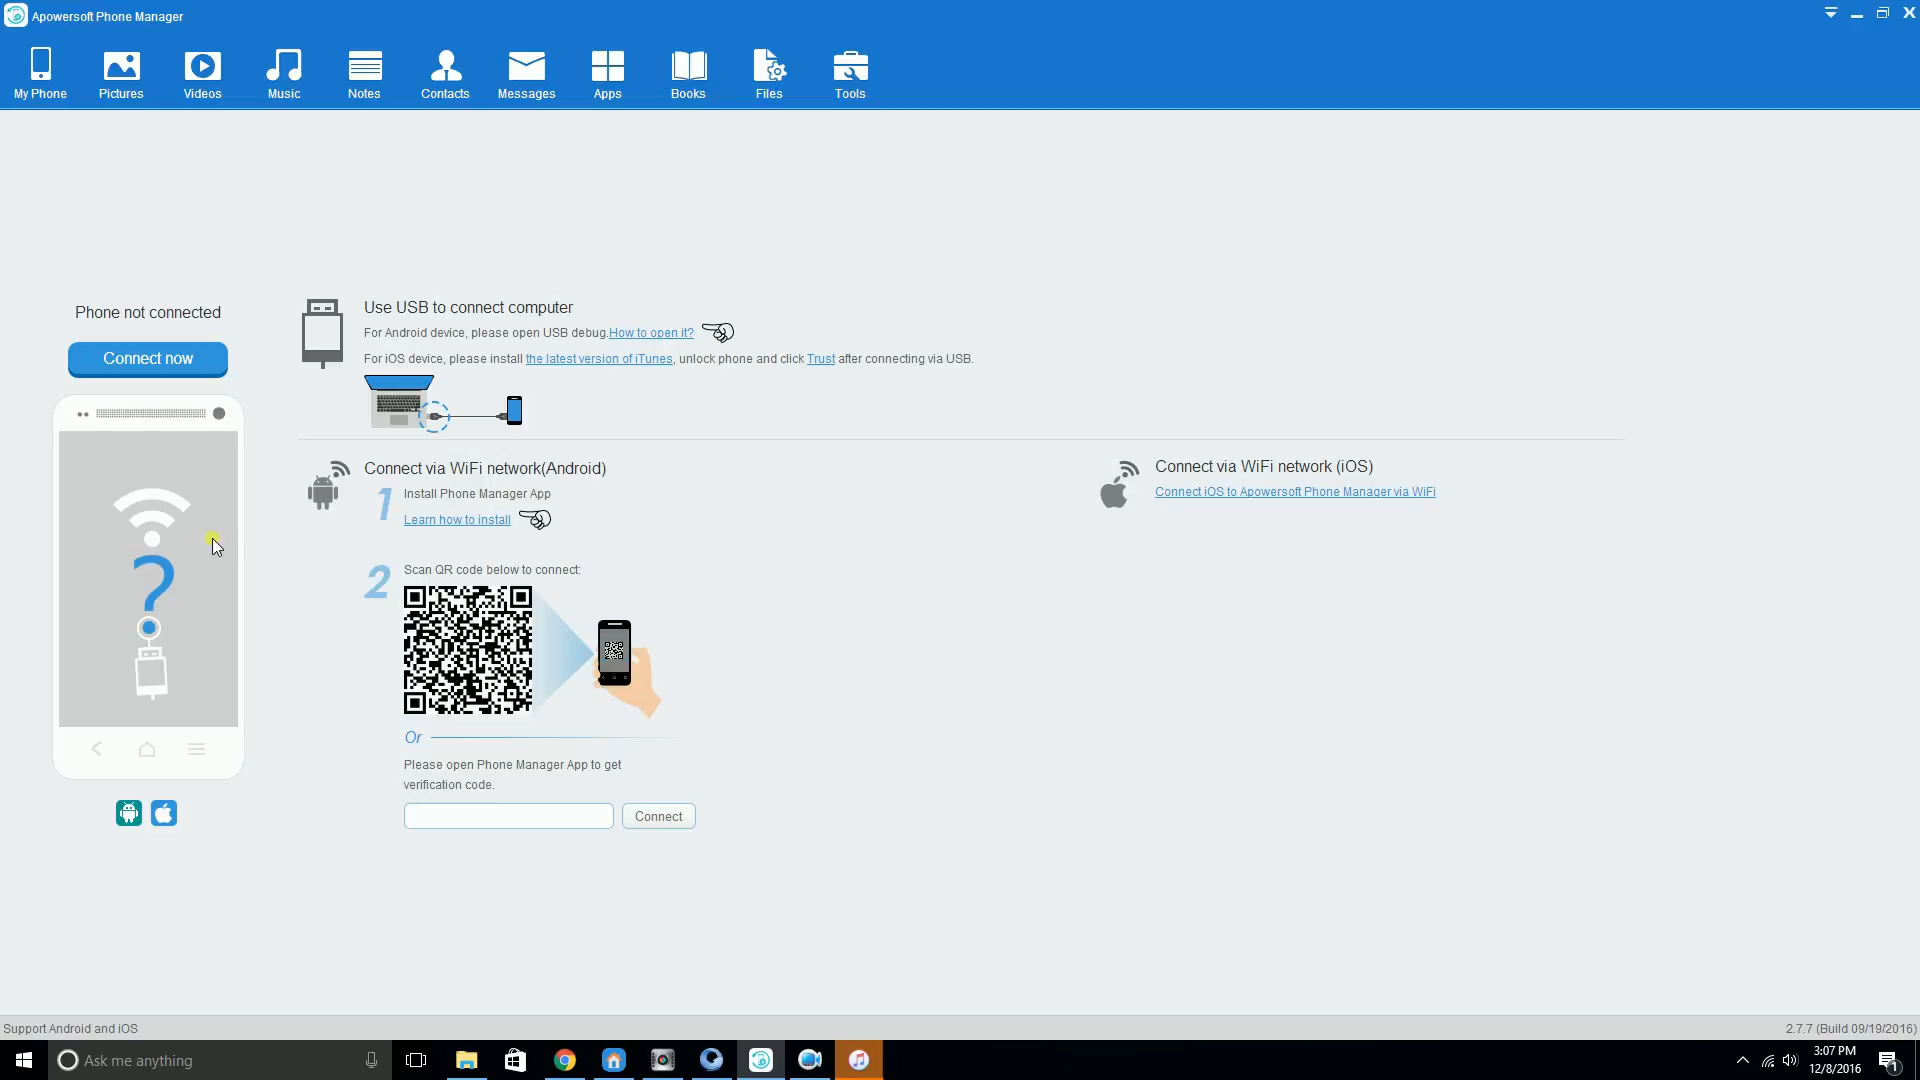 Apowersoft Phone Manager
My Phone
Pictures
Videos
Music
Notes
Contacts
Messages
Apps
Books
Files
Tools
Phone not connected
Connect now
Use USB to connect computer
For Android device, please open USB debug.How to open it?
For iOS device, please install the latest version of iTunes, unlock phone and click Trust after connecting via USB.
Connect via WiFi network(Android)
1 Install Phone Manager App
Learn how to install
2 Scan QR code below to connect:
Or
Please open Phone Manager App to get
verification code.
Connect
Connect via WiFi network (iOS)
Connect iOS to Apowersoft Phone Manager via WiFi
Support Android and iOS
2.7.7 (Build 09/19/2016)
Ask me anything
3:07 PM
12/8/2016
1